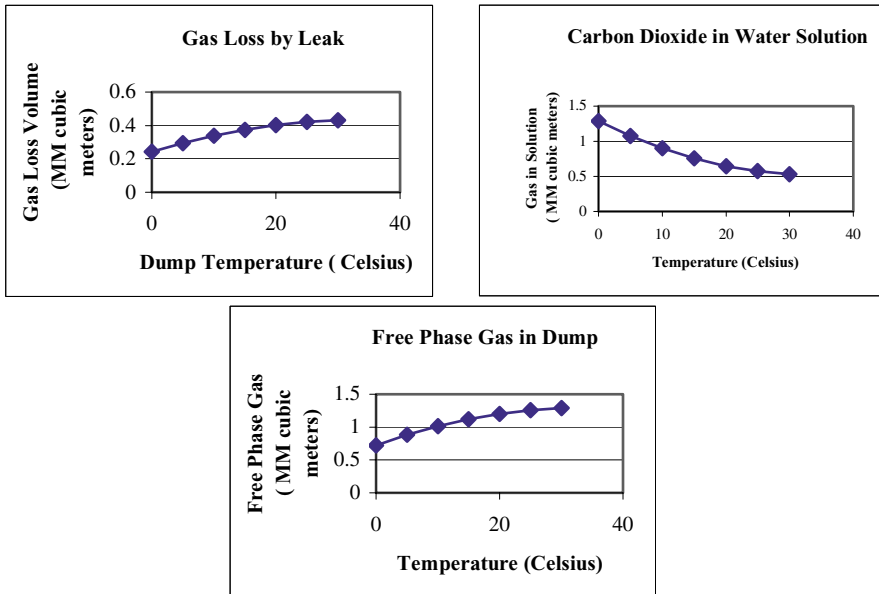 Gas Loss by Leak
Gas Loss Volume
(MM cubic
meters)
0.6
0.4
0.2
0
0 20 40
Dump Temperature ( Celsius)
Carbon Dioxide in Water Solution
Gas in Solution
( MM cubic meters)
1.5
1
0.5
0
0 10 20 30 40
Temperature (Celsius)
Free Phase Gas in Dump
Free Phase Gas
( MM cubic
meters)
1.5
1
0.5
0
0 20 40
Temperature (Celsius)